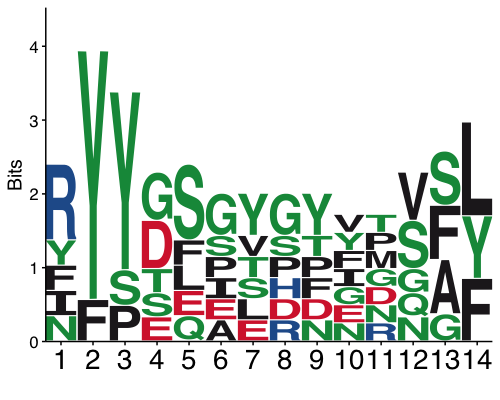 Bits
4
3
2
1
0
R Y F I N
Y F
Y S P
G D T S E
S F L E Q
G S P I E A
Y V T S L E
G S P H D R
Y T P F D N
V Y F I G E N
T P M G D N R
V S G Q N
S F A G
L Y F
1 2 3 4 5 6 7 8 9 10 11 12 13 14